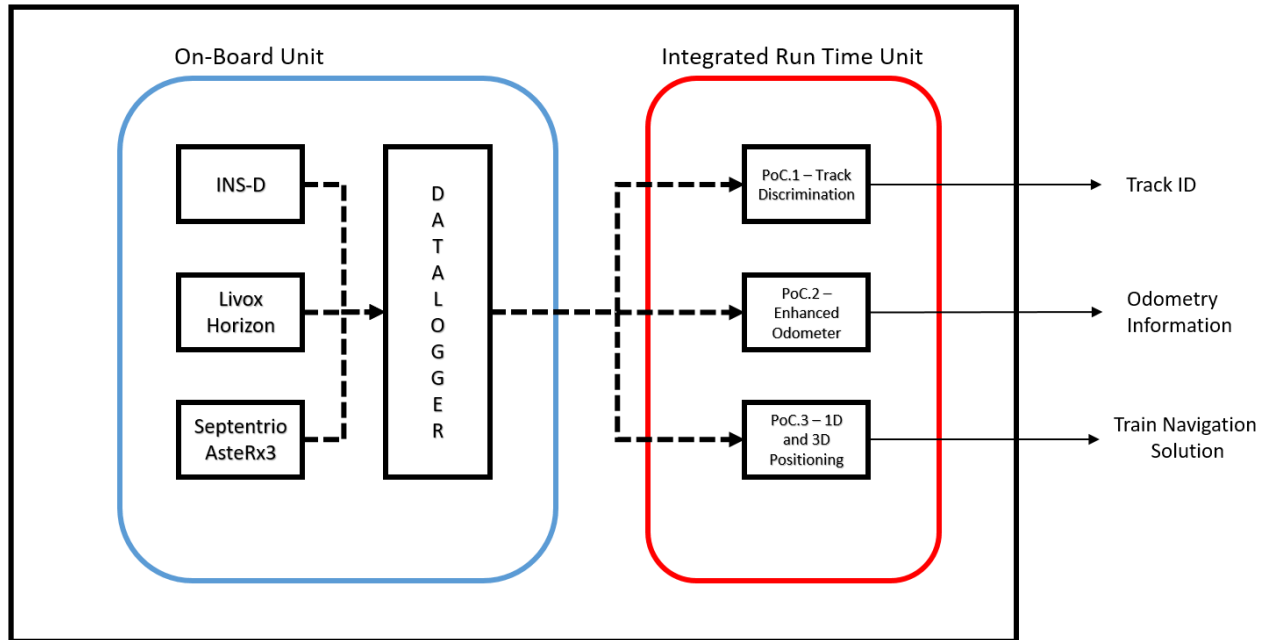 On-Board Unit
Integrated Run Time Unit
INS-D
Livox
Horizon
Septentrio
AsteRx3
D
A
T
A
L
O
G
G
E
R
PoC.1 – Track
Discrimination
PoC.2 –
Enhanced
Odometer
PoC.3 – 1D
and 3D
Positioning
Track ID
Odometry
Information
Train Navigation
Solution